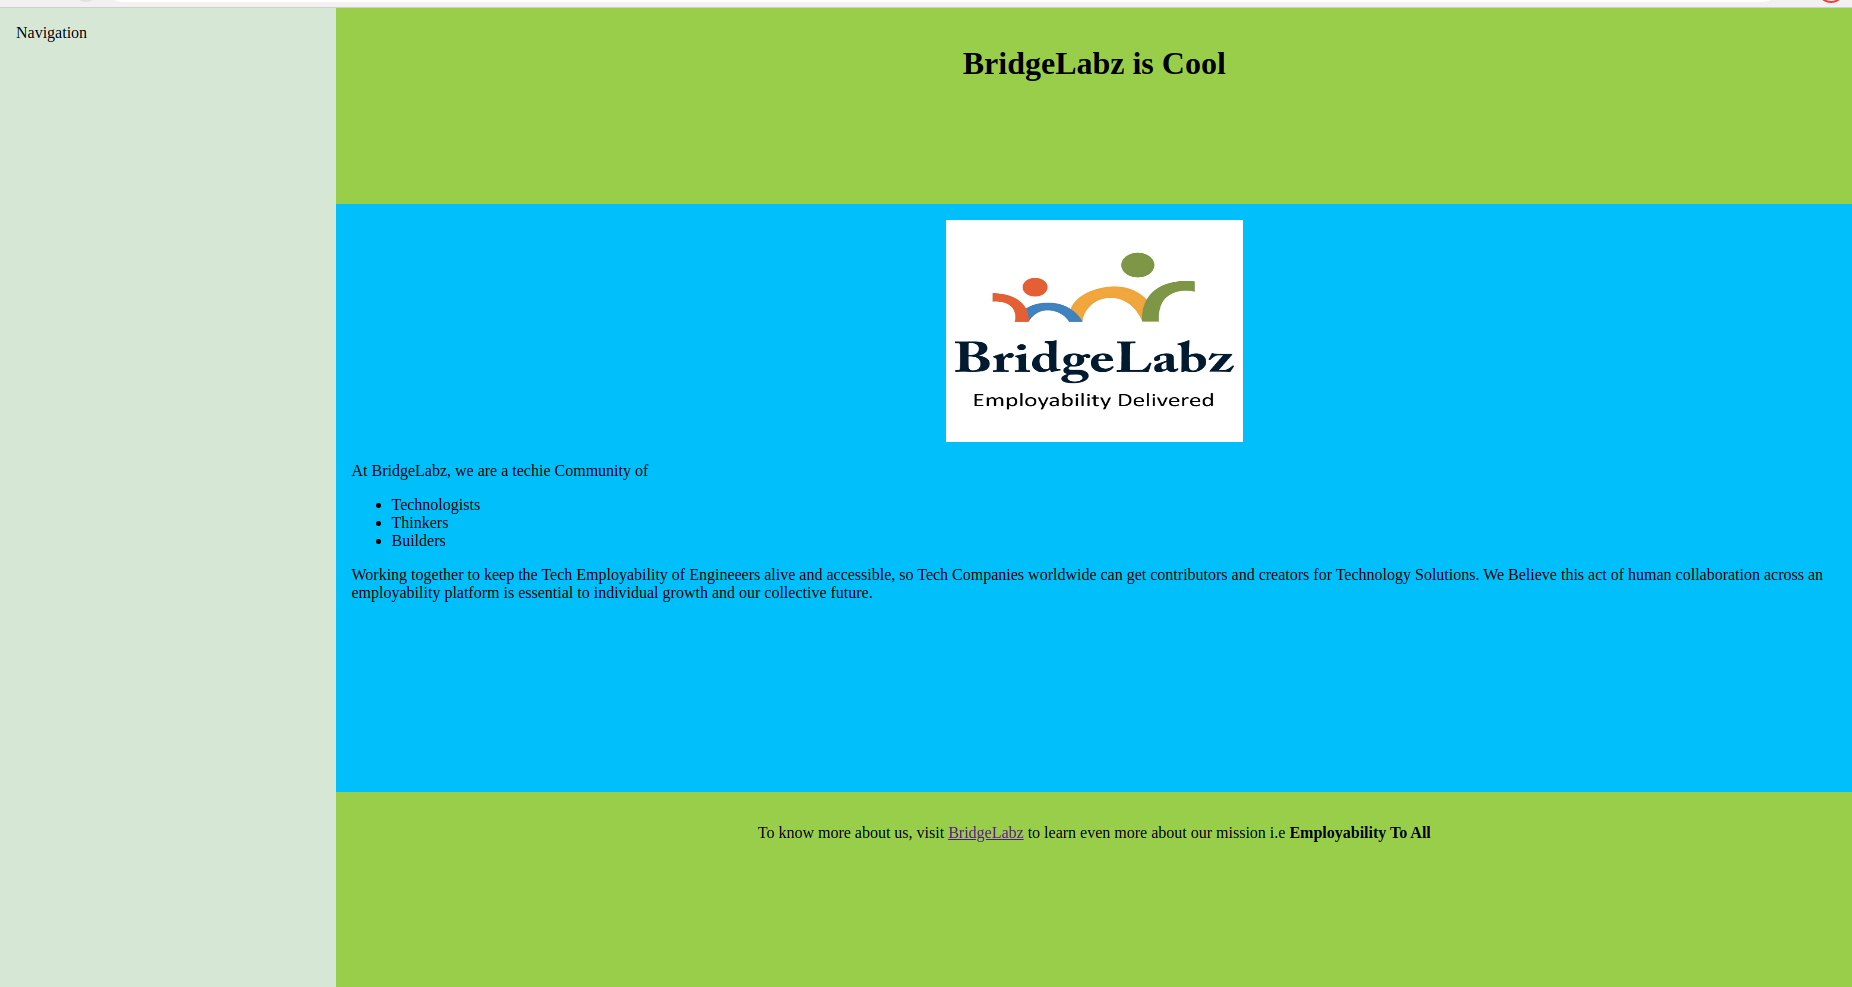 Navigation
BridgeLabz is Cool
BridgeLabz
Employability Delivered
At BridgeLabz, we are a techie Community of
Technologists
Thinkers
Builders
Working together to keep the Tech Employability of Engineeers alive and accessible, so Tech Companies worldwide can get contributors and creators for Technology Solutions. We Believe this act of human collaboration across an
employability platform is essential to individual growth and our collective future.
To know more about us, visit BridgeLabz to learn even more about our mission i.e Employability To All